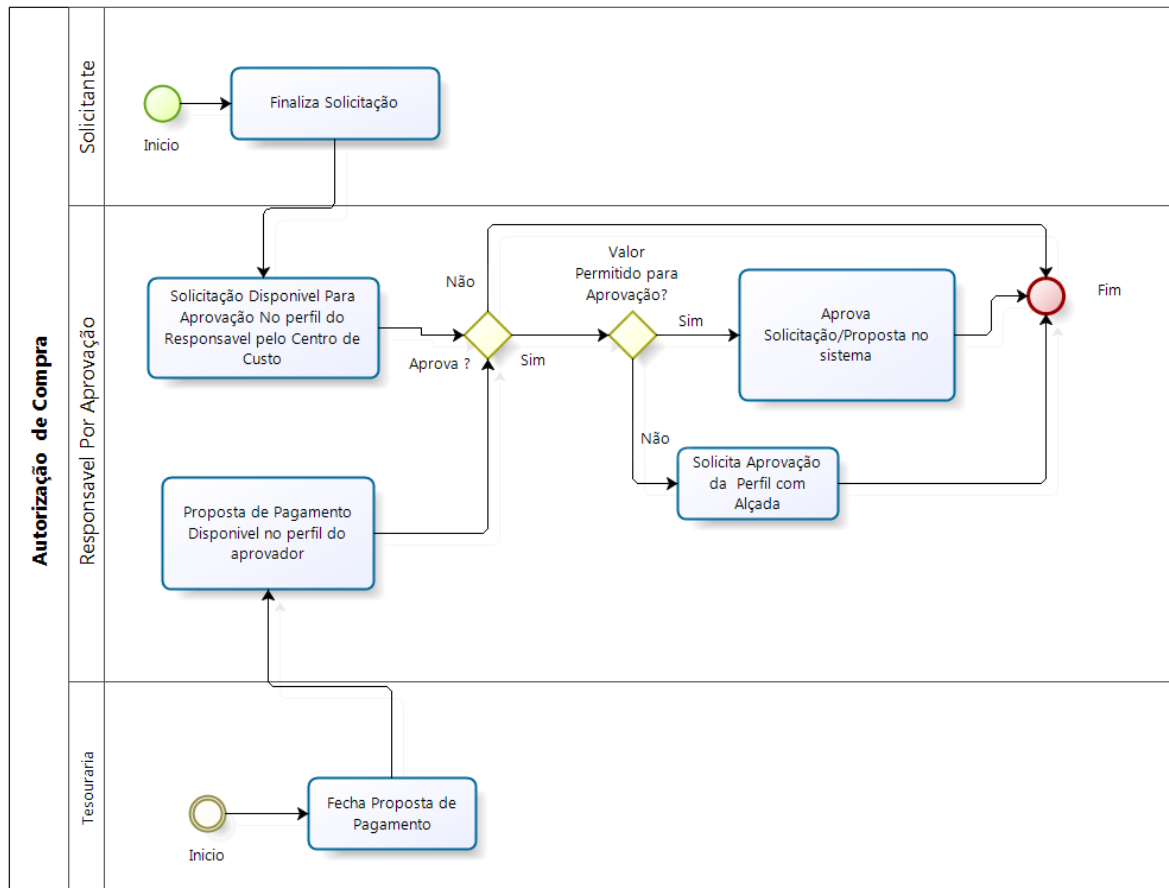 Autorização de Compra
Solicitante
Finaliza Solicitação
Inicio
Responsavel Por Aprovação
Solicitação Disponivel Para
Aprovação No perfil do
Responsavel pelo Centro de
Custo
Não
Aprova ?
Sim
Valor
Permitido para
Aprovação?
Sim
Aprova
Solicitação/Proposta no
sistema
Fim
Não
Solicita Aprovação
da Perfil com
Alçada
Proposta de Pagamento
Disponivel no perfil do
aprovador
Tesouraria
Inicio
Fecha Proposta de
Pagamento